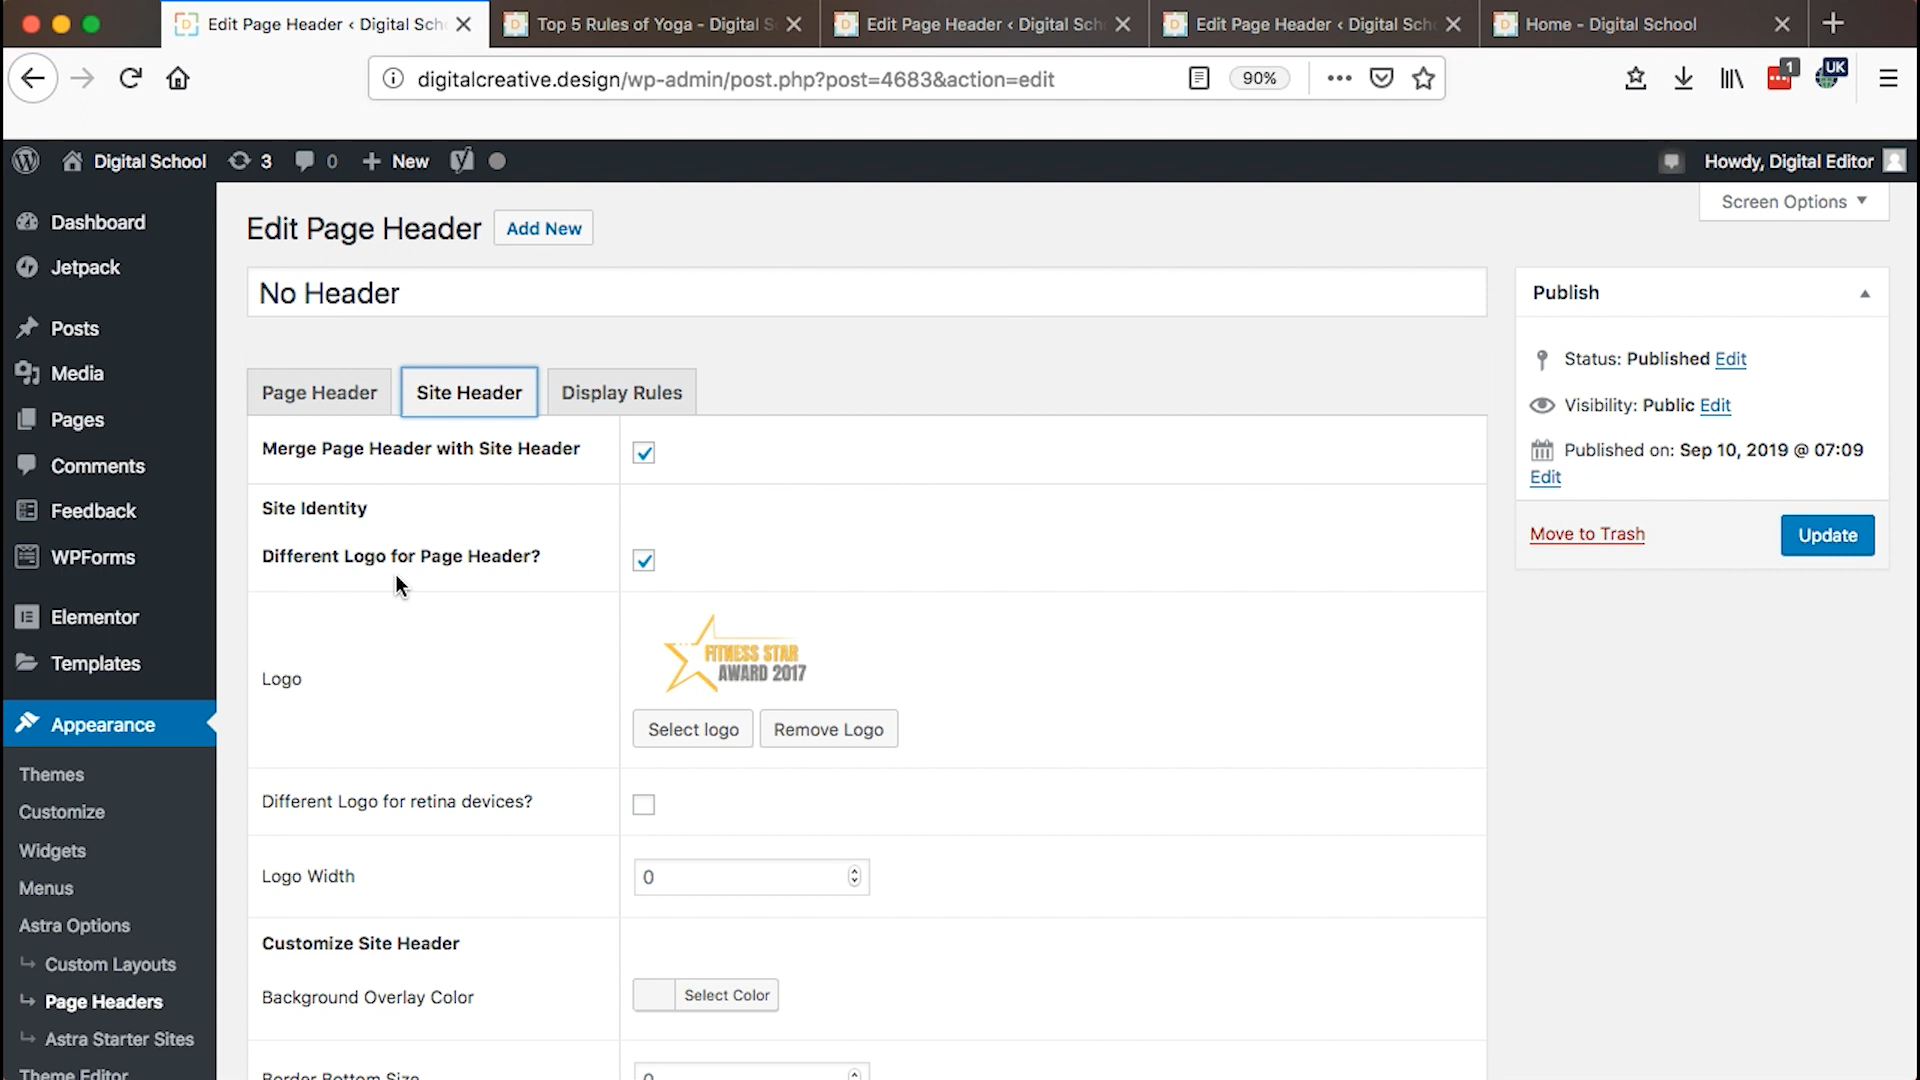 Edit Page Header ‹ Digital Sch
Top 5 Rules of Yoga - Digital S
Edit Page Header ‹ Digital Sch
Edit Page Header ‹ Digital Sch
Home - Digital School
digitalcreative.design/wp-admin/post.php?post=4683&action=edit
90%
1
UK
Digital School
3
0
New
Howdy, Digital Editor
Screen Options
Dashboard
Jetpack
Posts
Media
Pages
Comments
Feedback
WPForms
Elementor
Templates
Appearance
Themes
Customize
Widgets
Menus
Astra Options
Custom Layouts
Page Headers
Astra Starter Sites
Theme Editor
Edit Page Header
Add New
No Header
Page Header
Site Header
Display Rules
Merge Page Header with Site Header
Site Identity
Different Logo for Page Header?
Logo
FITNESS STAR
AWARD 2017
Select logo
Remove Logo
Different Logo for retina devices?
Logo Width
0
Customize Site Header
Background Overlay Color
Select Color
Border Bottom Size
0
Publish
Status: Published Edit
Visibility: Public Edit
Published on: Sep 10, 2019 @ 07:09
Edit
Move to Trash
Update